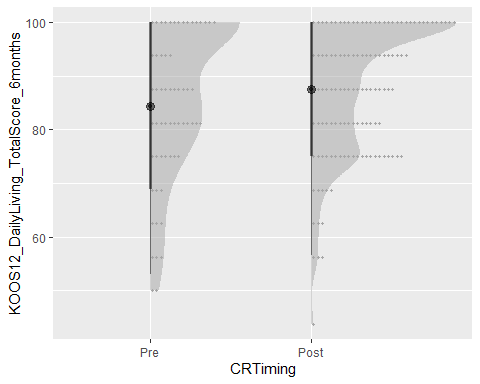 KOOS12_DailyLiving_TotalScore_6months
100
80
60
Pre
Post
CRTiming